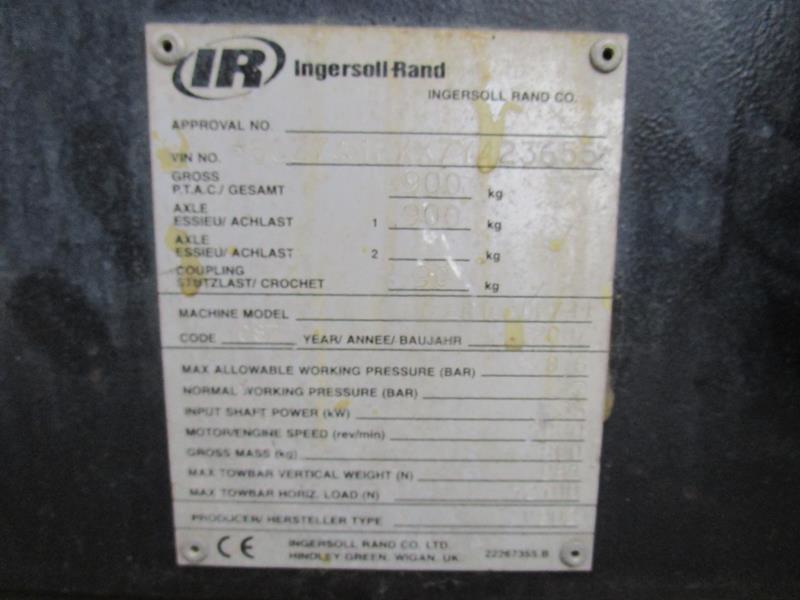 IR Ingersoll-Rand
INGERSOLL RAND CO.
APPROVAL NO.
VIN NO.
GROSS
P.T.A.C./ GESAMT 900 kg
AXLE
ESSIEU/ ACHLAST 1 900 kg
AXLE
ESSIEU/ ACHLAST 2 kg
COUPLING
STUTZLAST/ CROCHET kg
MACHINE MODEL
CODE YEAR/ ANNEE/ BAUJAHR
MAX ALLOWABLE WORKING PRESSURE (BAR)
NORMAL WORKING PRESSURE (BAR)
INPUT SHAFT POWER (kW)
MOTOR/ENGINE SPEED (rev/min)
GROSS MASS (kg)
MAX TOWBAR VERTICAL WEIGHT (N)
MAX TOWBAR HORIZ. LOAD (N)
PRODUCER/ HERSTELLER TYPE
CE INGERSOLL RAND CO. LTD.
HINDLEY GREEN, WIGAN, UK. 22267355 B